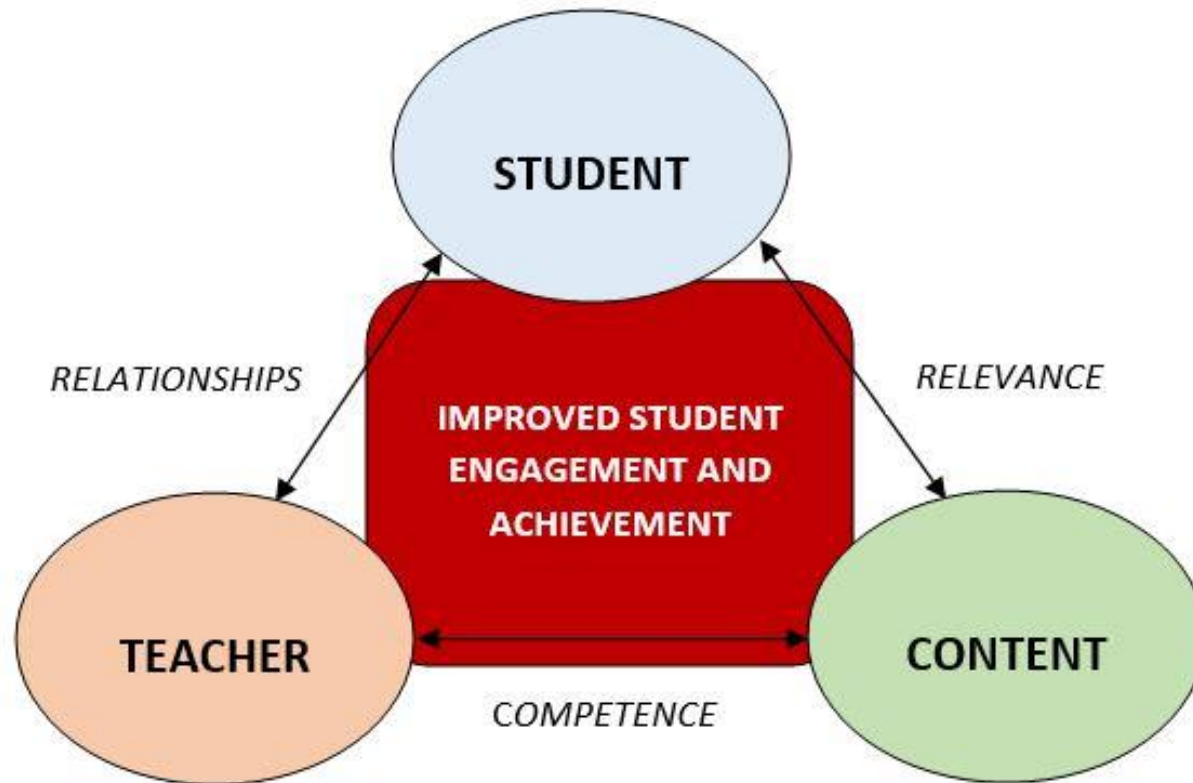 STUDENT
RELATIONSHIPS
RELEVANCE
IMPROVED STUDENT
ENGAGEMENT AND
ACHIEVEMENT
TEACHER
CONTENT
COMPETENCE